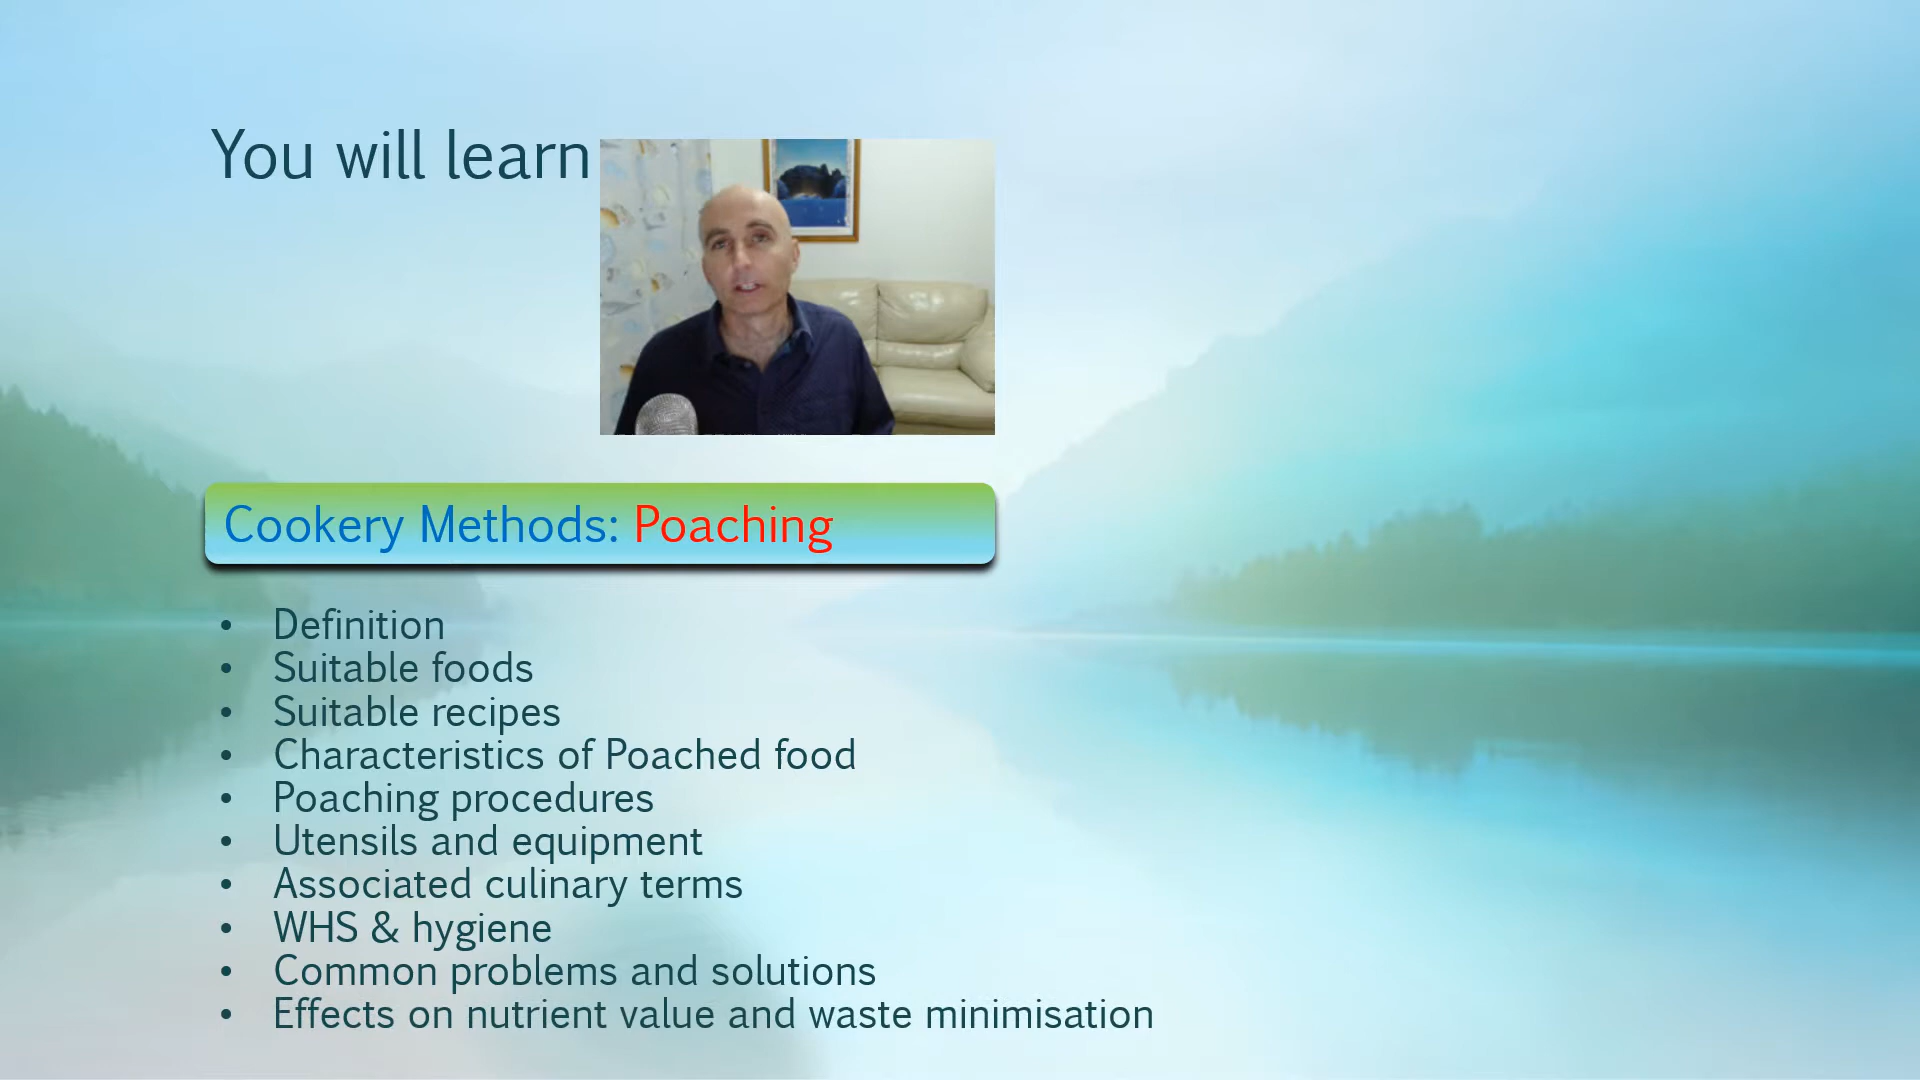 You will learn
Cookery Methods: Poaching
• Definition
• Suitable foods
• Suitable recipes
• Characteristics of Poached food
• Poaching procedures
• Utensils and equipment
• Associated culinary terms
• WHS & hygiene
• Common problems and solutions
• Effects on nutrient value and waste minimisation